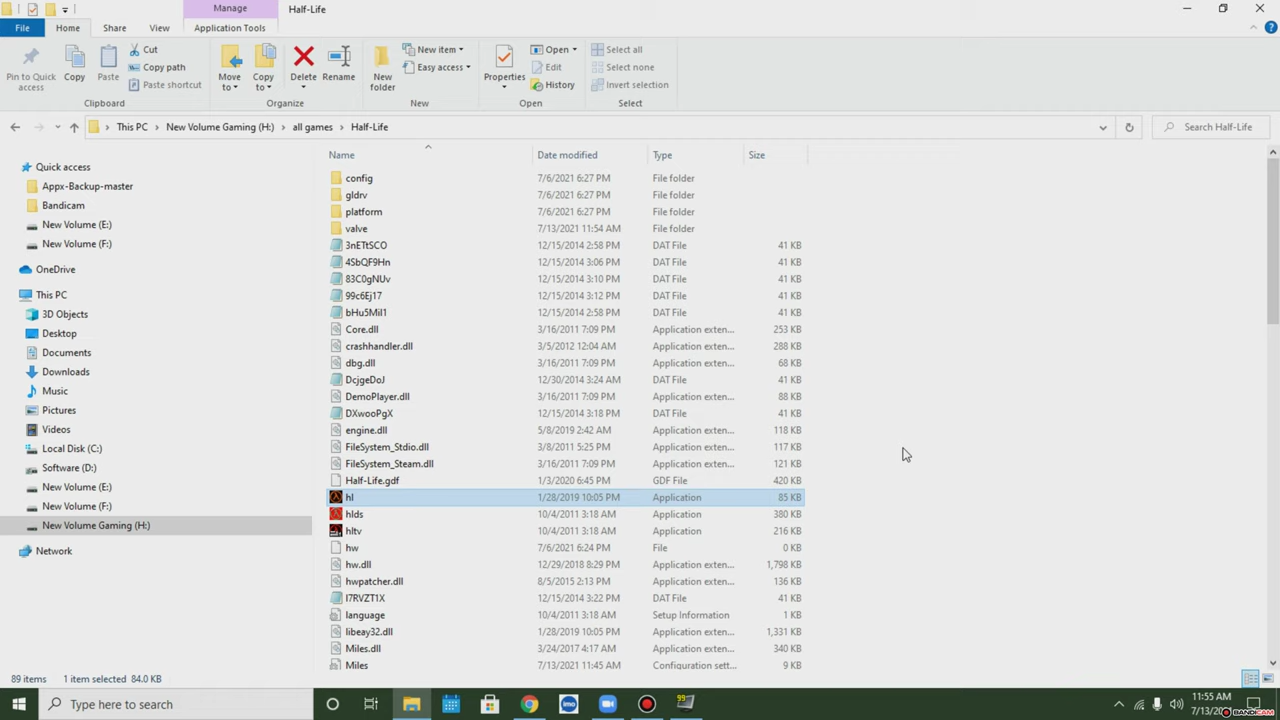 Manage
Half-Life
File
Home
Share
View
Application Tools
Pin to Quick access
Copy
Paste
Cut
Copy path
Paste shortcut
Clipboard
Move to
Copy to
Delete
Rename
Organize
New folder
New item
Easy access
New
Properties
Open
Edit
History
Open
Select all
Select none
Invert selection
Select
This PC
New Volume Gaming (H:)
all games
Half-Life
Search Half-Life
Quick access
Appx-Backup-master
Bandicam
New Volume (E:)
New Volume (F:)
OneDrive
This PC
3D Objects
Desktop
Documents
Downloads
Music
Pictures
Videos
Local Disk (C:)
Software (D:)
New Volume (E:)
New Volume (F:)
New Volume Gaming (H:)
Network
Name Date modified Type Size
config 7/6/2021 6:27 PM File folder
gldrv 7/6/2021 6:27 PM File folder
platform 7/6/2021 6:27 PM File folder
valve 7/13/2021 11:54 AM File folder
3nETtSCO 12/15/2014 2:58 PM DAT File 41 KB
4SbQF9Hn 12/15/2014 3:06 PM DAT File 41 KB
83C0gNUv 12/15/2014 3:10 PM DAT File 41 KB
99c6Ej17 12/15/2014 3:12 PM DAT File 41 KB
bHu5MiI1 12/15/2014 2:58 PM DAT File 41 KB
Core.dll 3/16/2011 7:09 PM Application exten... 253 KB
crashhandler.dll 3/5/2012 12:04 AM Application exten... 288 KB
dbg.dll 3/16/2011 7:09 PM Application exten... 68 KB
DcjgeDoJ 12/30/2014 3:24 AM DAT File 41 KB
DemoPlayer.dll 3/16/2011 7:09 PM Application exten... 88 KB
DXwooPgX 12/15/2014 3:18 PM DAT File 41 KB
engine.dll 5/8/2019 2:42 AM Application exten... 118 KB
FileSystem_Stdio.dll 3/8/2011 5:25 PM Application exten... 117 KB
FileSystem_Steam.dll 3/16/2011 7:09 PM Application exten... 121 KB
Half-Life.gdf 1/3/2020 6:45 PM GDF File 420 KB
hl 1/28/2019 10:05 PM Application 85 KB
hlds 10/4/2011 3:18 AM Application 380 KB
hltv 10/4/2011 3:18 AM Application 216 KB
hw 7/6/2021 6:24 PM File 0 KB
hw.dll 12/29/2018 8:29 PM Application exten... 1,798 KB
hwpatcher.dll 8/5/2015 2:13 PM Application exten... 136 KB
I7RVZT1X 12/15/2014 3:22 PM DAT File 41 KB
language 10/4/2011 3:18 AM Setup Information 1 KB
libeay32.dll 1/28/2019 10:05 PM Application exten... 1,331 KB
Miles.dll 3/24/2017 4:17 AM Application exten... 340 KB
Miles 7/13/2021 11:45 AM Configuration sett... 9 KB
89 items
1 item selected 84.0 KB
Type here to search
imo
99
11:55 AM
BANDICAM